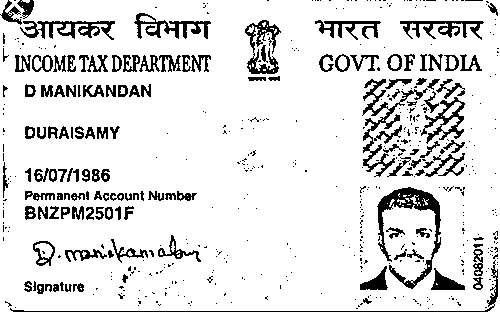 आयकर विभाग
भारत सरकार
INCOME TAX DEPARTMENT
GOVT. OF INDIA
D MANIKANDAN
DURAISAMY
16/07/1986
Permanent Account Number
BNZPM2501F
D. manikandan
Signature
04082011